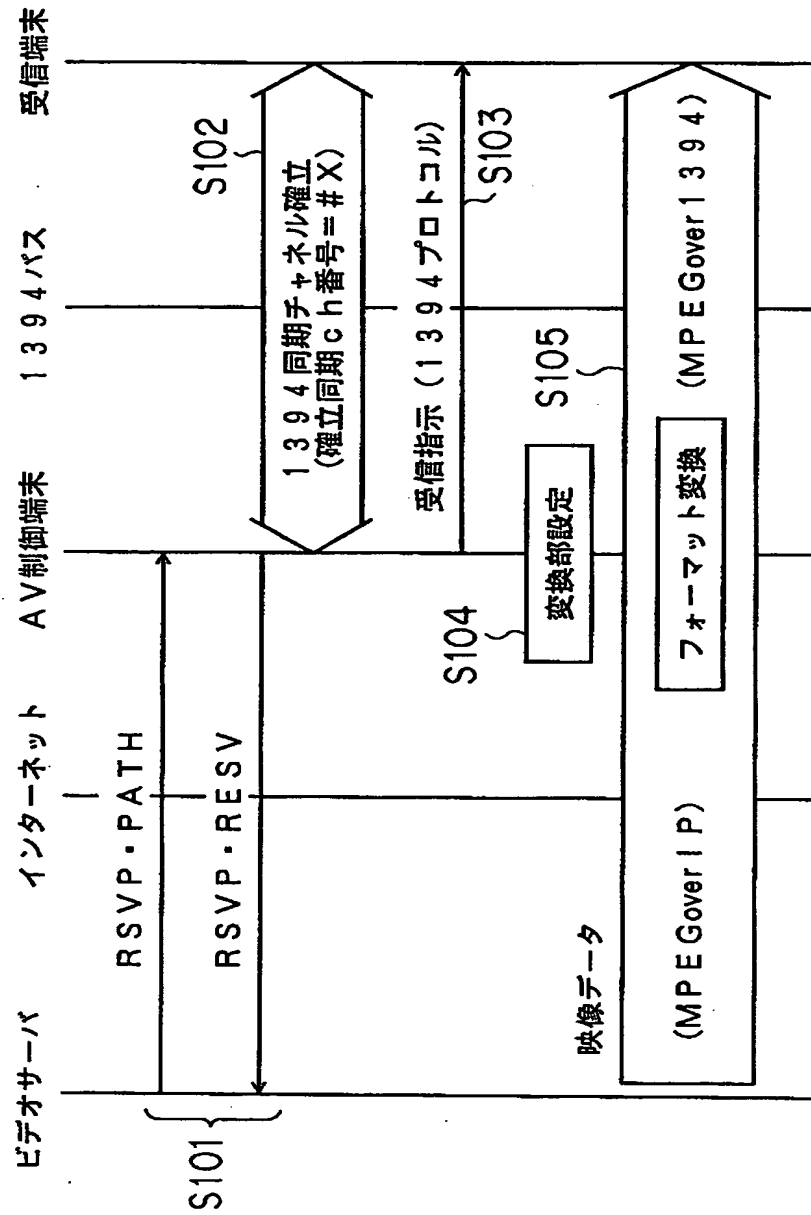 ビデオサーバ
インターネット
AV制御端末
1394バス
受信端末
RSVP・PATH
RSVP・RESV
S101
1394同期チャネル確立
(確立同期ch番号=#X)
S102
受信指示(1394プロトコル)
S103
変換部設定
S104
映像データ
S105
(MPEGoverIP)
フォーマット変換
(MPEGover1394)